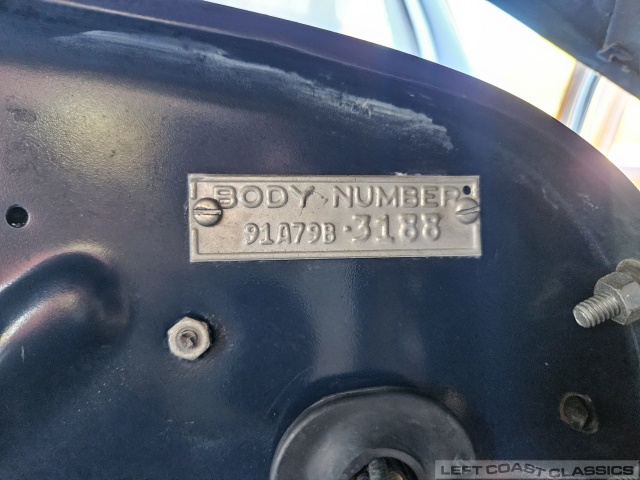 BODY NUMBER
91A79B·3188
LEFT COAST CLASSICS